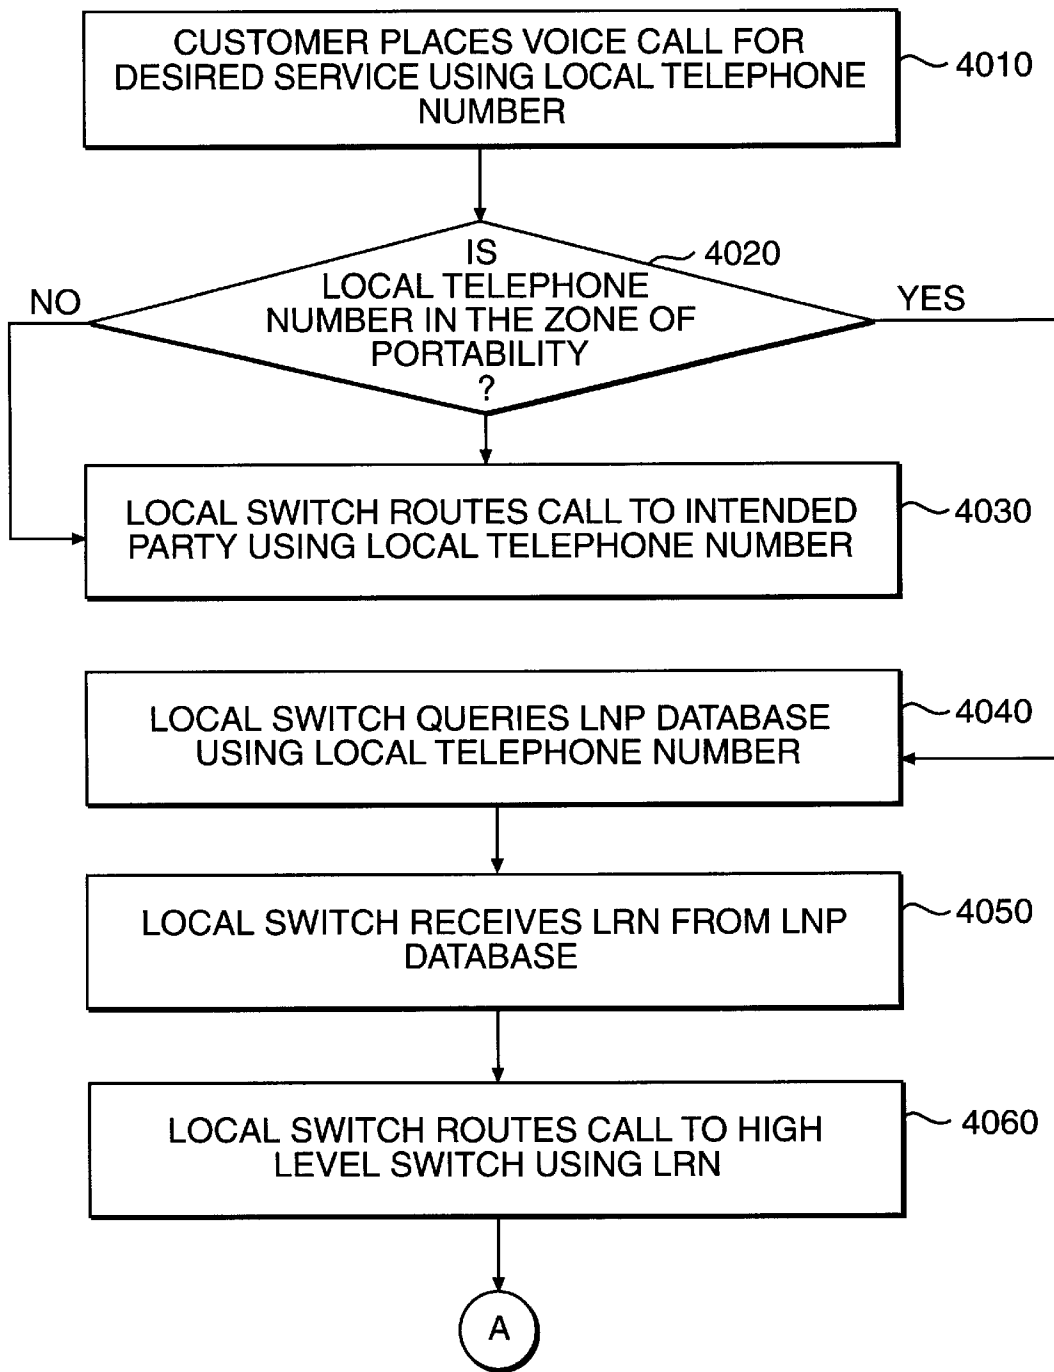 CUSTOMER PLACES VOICE CALL FOR
DESIRED SERVICE USING LOCAL TELEPHONE
NUMBER
4010
IS
LOCAL TELEPHONE
NUMBER IN THE ZONE OF
PORTABILITY
?
4020
NO
YES
LOCAL SWITCH ROUTES CALL TO INTENDED
PARTY USING LOCAL TELEPHONE NUMBER
4030
LOCAL SWITCH QUERIES LNP DATABASE
USING LOCAL TELEPHONE NUMBER
4040
LOCAL SWITCH RECEIVES LRN FROM LNP
DATABASE
4050
LOCAL SWITCH ROUTES CALL TO HIGH
LEVEL SWITCH USING LRN
4060
A